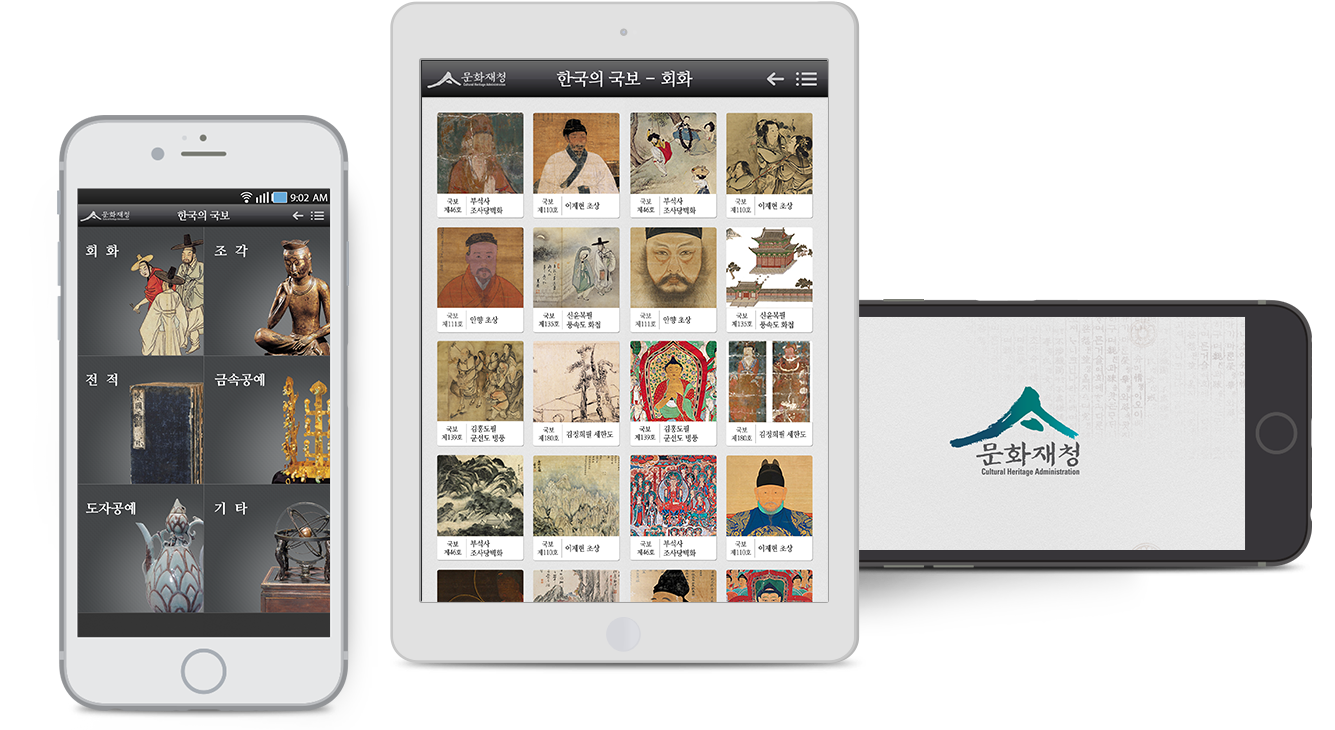 9:02 AM
문화재청
한국의 국보
회 화
조 각
전 적
금속공예
도자공예
기 타
문화재청
Cultural Heritage Administration
한국의 국보 - 회화
국보
제46호
부석사
조사당벽화
국보
제110호
이제현 초상
국보
제46호
부석사
조사당벽화
국보
제110호
이제현 초상
국보
제111호
안향 초상
국보
제135호
신윤복필
풍속도 화첩
국보
제111호
안향 초상
국보
제135호
신윤복필
풍속도 화첩
국보
제139호
김홍도필
군선도 병풍
국보
제180호
김정희필 세한도
국보
제139호
김홍도필
군선도 병풍
국보
제180호
김정희필 세한도
국보
제46호
부석사
조사당벽화
국보
제110호
이제현 초상
국보
제46호
부석사
조사당벽화
국보
제110호
이제현 초상
문화재청
Cultural Heritage Administration